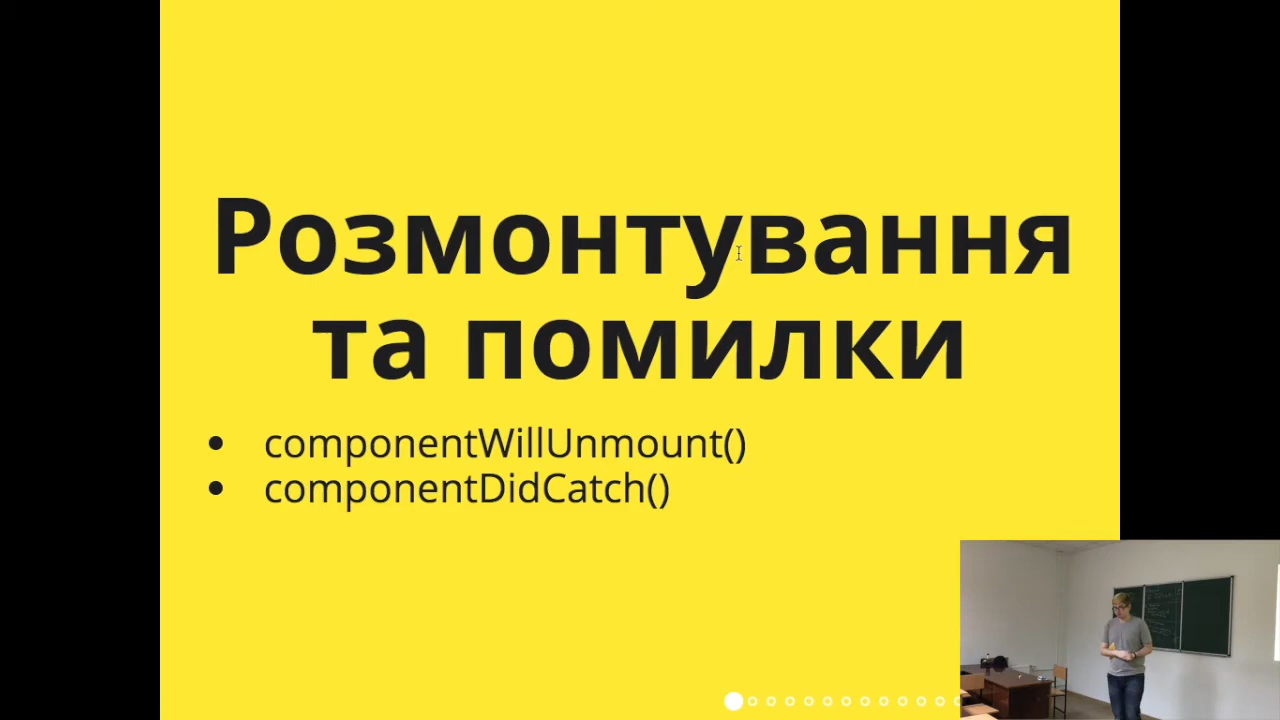 Розмонтування
та помилки
• componentWillUnmount()
• componentDidCatch()